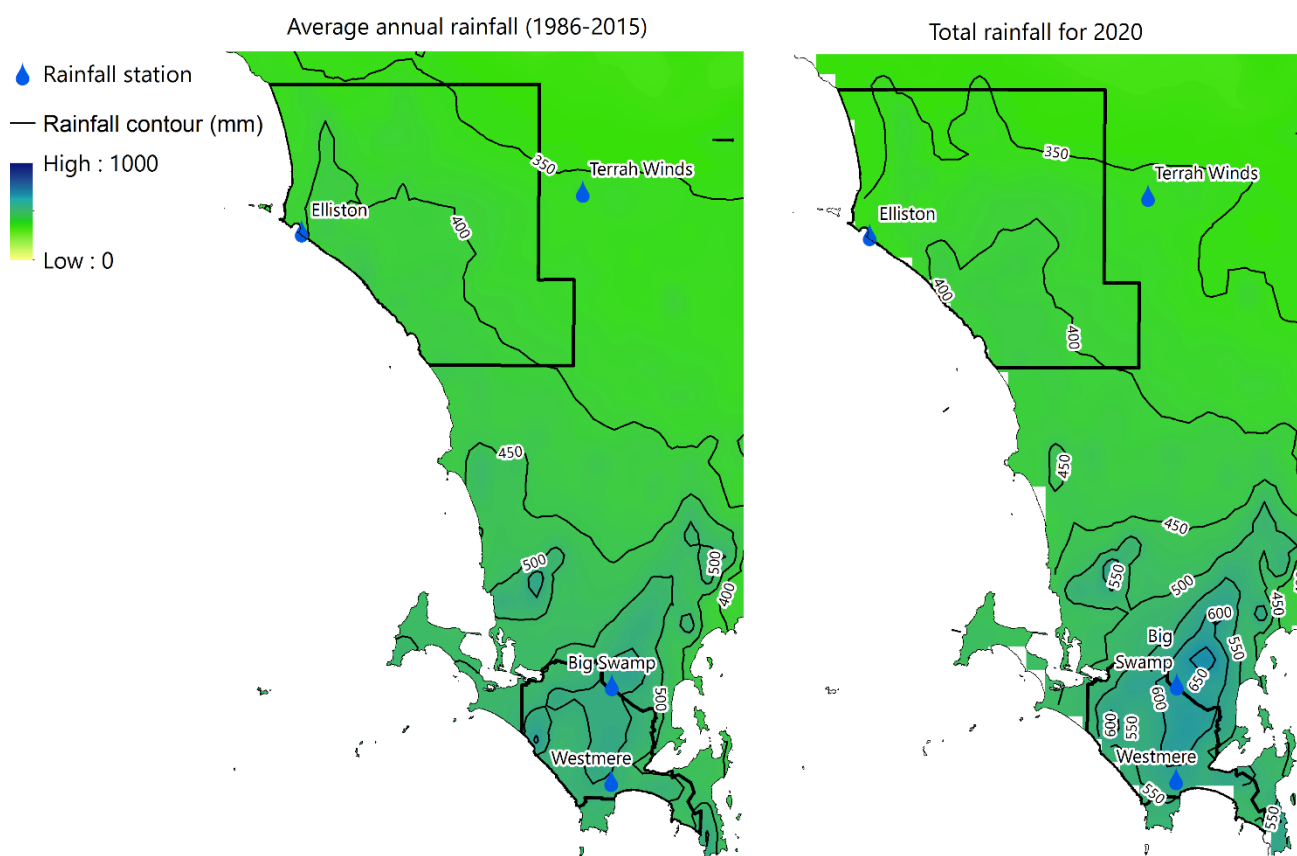 Average annual rainfall (1986-2015)
Total rainfall for 2020
Rainfall station
Rainfall contour (mm)
High : 1000
Low : 0
350
Terrah Winds
Elliston
400
450
500
500
400
Big Swamp
500
Westmere
350
Terrah Winds
Elliston
400
400
450
450
550
500
450
600
Big
550
Swamp
650
600
600
550
Westmere
550
550